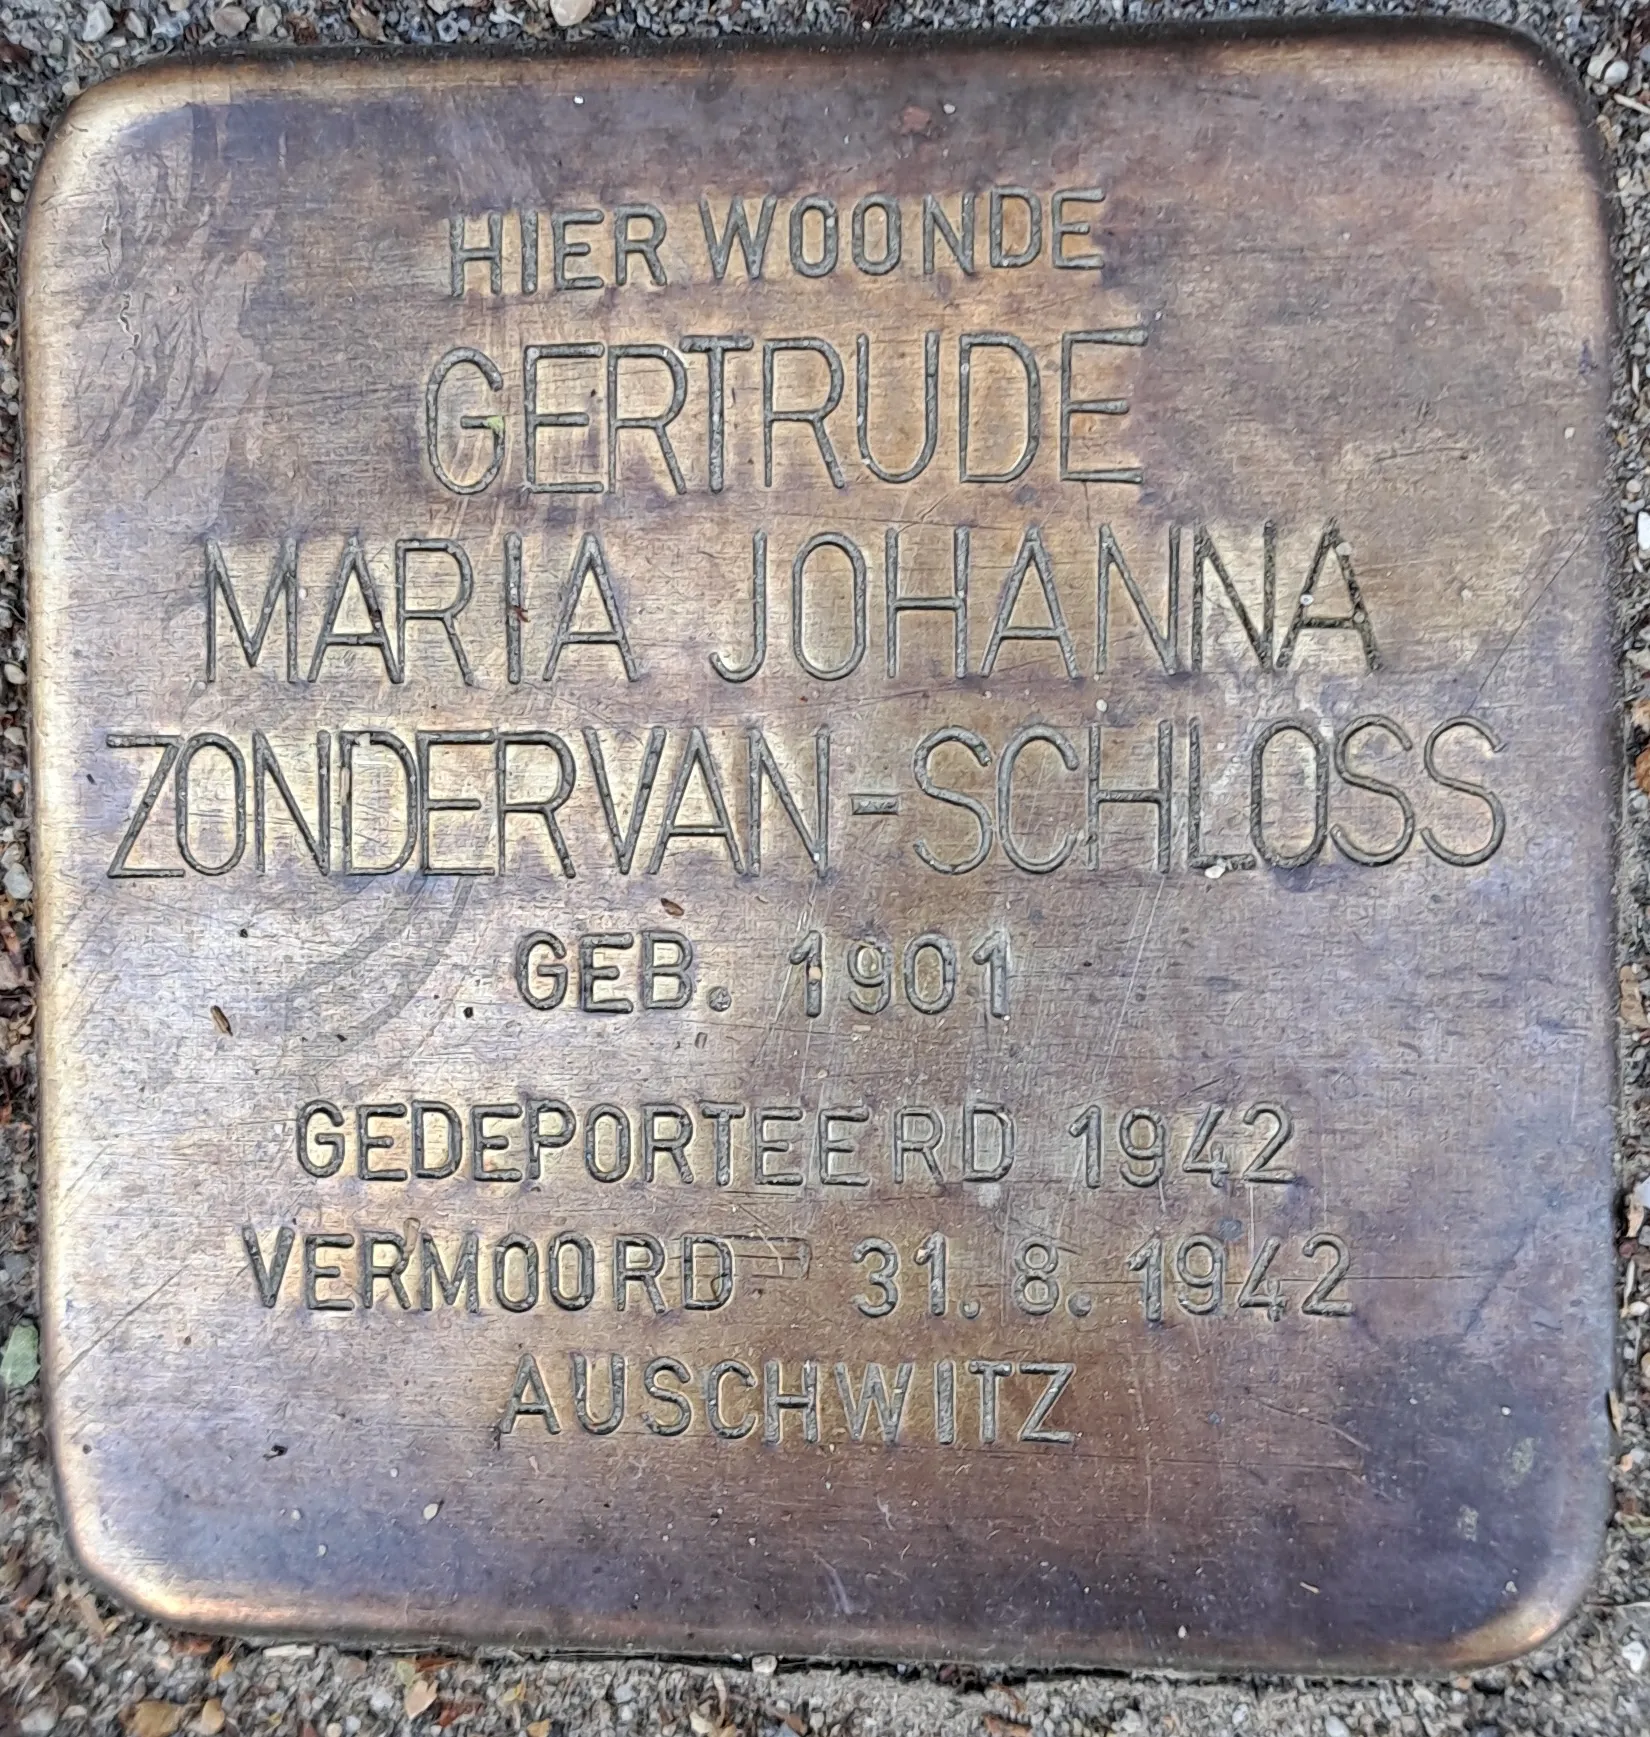 HIER WOONDE
GERTRUDE
MARIA JOHANNA
ZONDERVAN-SCHLOSS
GEB. 1901
GEDEPORTEERD 1942
VERMOORD 31.8.1942
AUSCHWITZ